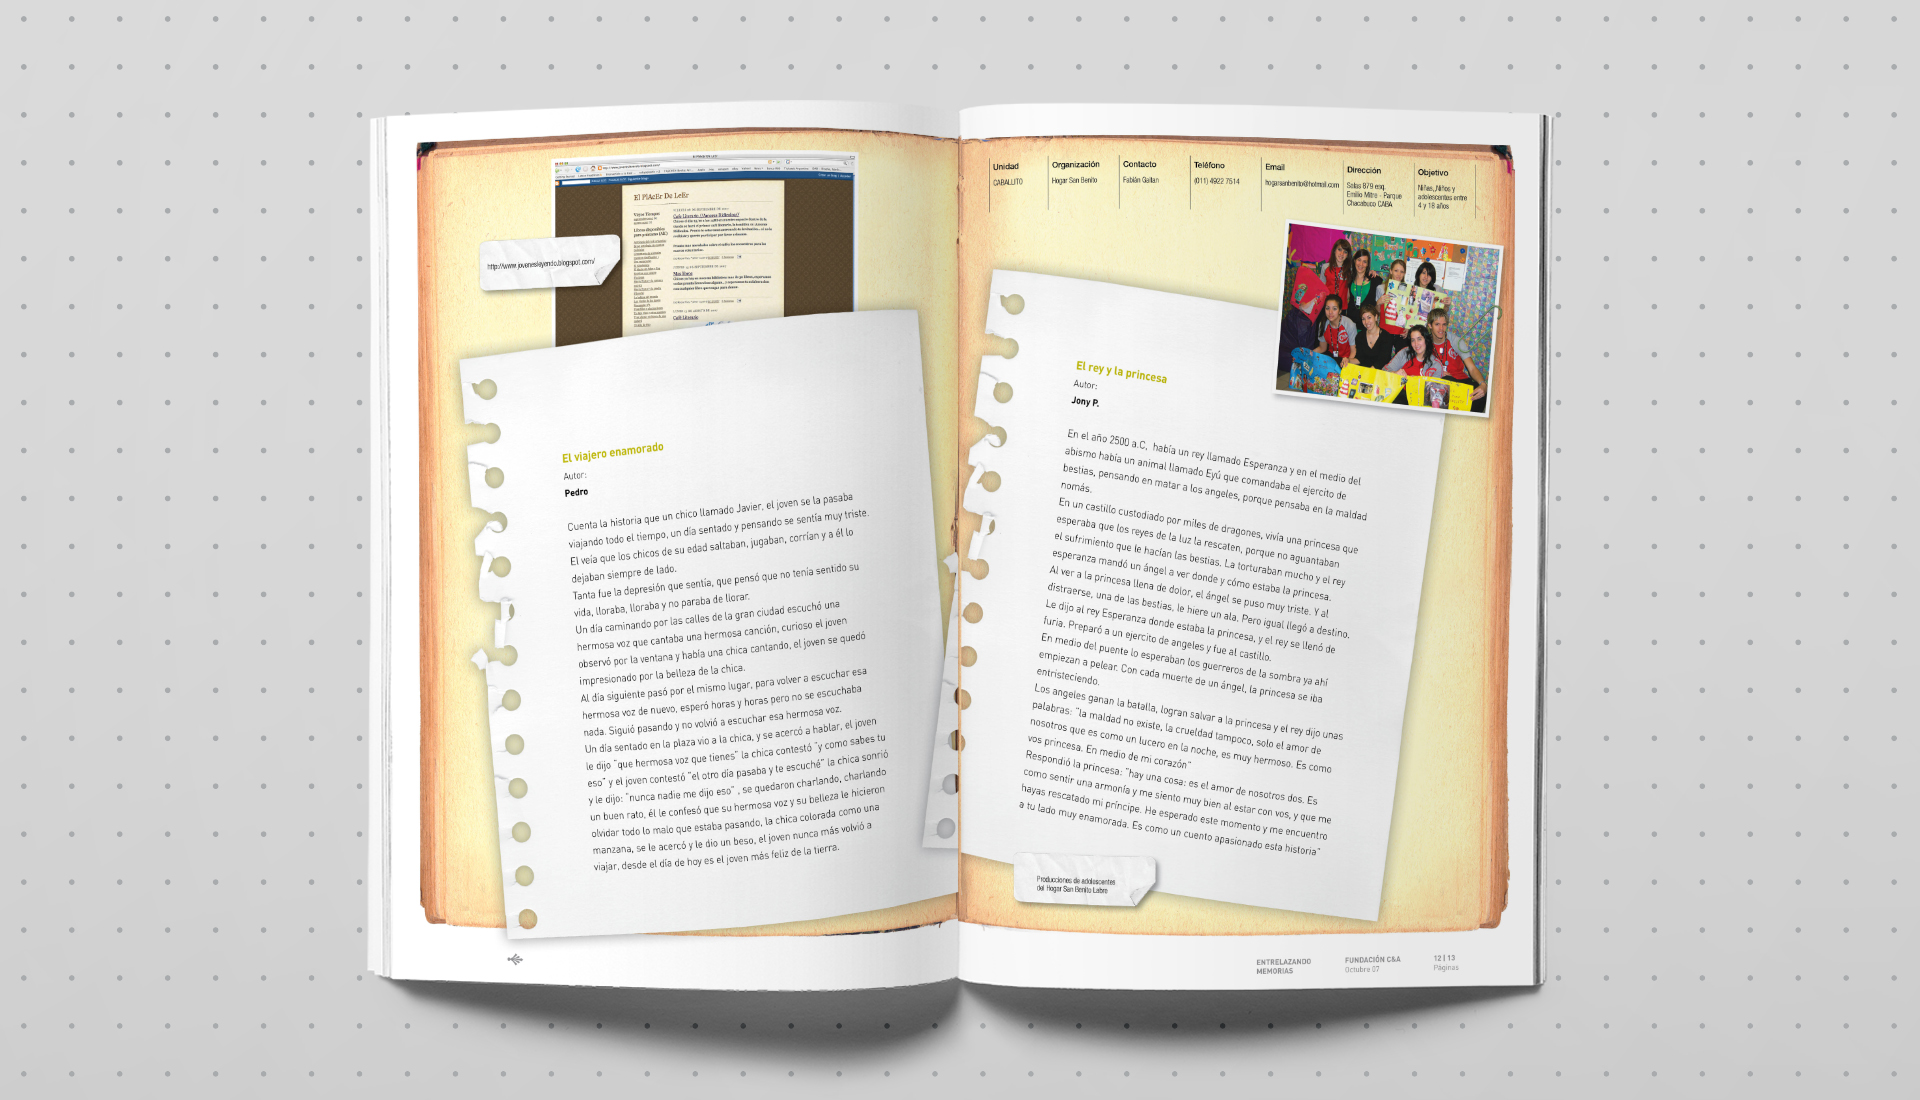 El PlAcEr De LeEr
http://www.jovenesleyendo.blogspot.com/
El viajero enamorado
Autor:
Pedro
Cuenta la historia que un chico llamado Javier, el joven se la pasaba
viajando todo el tiempo, un día sentado y pensando se sentía muy triste.
El veía que los chicos de su edad saltaban, jugaban, corrían y a él lo
dejaban siempre de lado.
Tanta fue la depresión que sentía, que pensó que no tenía sentido su
vida, lloraba, lloraba y no paraba de llorar.
Un día caminando por las calles de la gran ciudad escuchó una
hermosa voz que cantaba una hermosa canción, curioso el joven
observó por la ventana y había una chica cantando, el joven se quedó
impresionado por la belleza de la chica.
Al día siguiente pasó por el mismo lugar, para volver a escuchar esa
hermosa voz de nuevo, esperó horas y horas pero no se escuchaba
nada. Siguió pasando y no volvió a escuchar esa hermosa voz.
Un día sentado en la plaza vio a la chica, y se acercó a hablar, el joven
le dijo "que hermosa voz que tienes" la chica contestó "y como sabes tu
eso" y el joven contestó "el otro día pasaba y te escuché" la chica sonrió
y le dijo: "nunca nadie me dijo eso" , se quedaron charlando, charlando
un buen rato, él le confesó que su hermosa voz y su belleza le hicieron
olvidar todo lo malo que estaba pasando, la chica colorada como una
manzana, se le acercó y le dio un beso, el joven nunca más volvió a
viajar, desde el día de hoy es el joven más feliz de la tierra.
Unidad
CABALLITO
Organización
Hogar San Benito
Contacto
Fabián Gaitan
Teléfono
(011) 4922 7514
Email
hogarsanbenito@hotmail.com
Dirección
Salas 879 esq.
Emilio Mitre - Parque
Chacabuco CABA
Objetivo
Niñas,Niños y
adolescentes entre
4 y 18 años
El rey y la princesa
Autor:
Jony P.
En el año 2500 a.C, había un rey llamado Esperanza y en el medio del
abismo había un animal llamado Eyú que comandaba el ejercito de
bestias, pensando en matar a los angeles, porque pensaba en la maldad
nomás.
En un castillo custodiado por miles de dragones, vivía una princesa que
esperaba que los reyes de la luz la rescaten, porque no aguantaban
el sufrimiento que le hacían las bestias. La torturaban mucho y el rey
esperanza mandó un ángel a ver donde y cómo estaba la princesa.
Al ver a la princesa llena de dolor, el ángel se puso muy triste. Y al
distraerse, una de las bestias, le hiere un ala. Pero igual llegó a destino.
Le dijo al rey Esperanza donde estaba la princesa, y el rey se llenó de
furia. Preparó a un ejercito de angeles y fue al castillo.
En medio del puente lo esperaban los guerreros de la sombra ya ahí
empiezan a pelear. Con cada muerte de un ángel, la princesa se iba
entristeciendo.
Los angeles ganan la batalla, logran salvar a la princesa y el rey dijo unas
palabras: "la maldad no existe, la crueldad tampoco, solo el amor de
nosotros que es como un lucero en la noche, es muy hermoso. Es como
vos princesa. En medio de mi corazón"
Respondió la princesa: "hay una cosa: es el amor de nosotros dos. Es
como sentir una armonía y me siento muy bien al estar con vos, y que me
hayas rescatado mi príncipe. He esperado este momento y me encuentro
a tu lado muy enamorada. Es como un cuento apasionado esta historia"
Producciones de adolescentes
del Hogar San Benito Labre
ENTRELAZANDO
MEMORIAS
FUNDACIÓN C&A
Octubre 07
12 | 13
Páginas